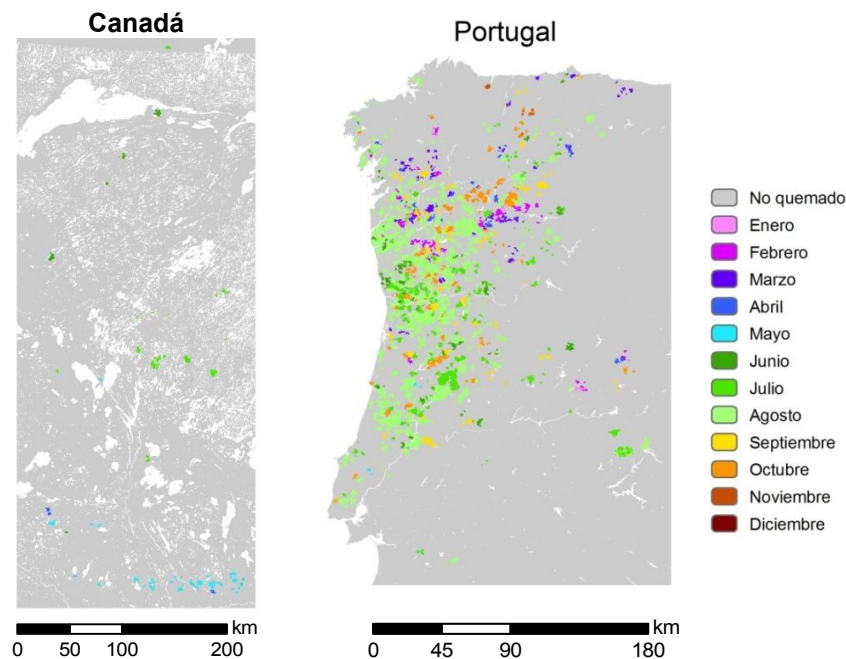 Canadá
Portugal
No quemado
Enero
Febrero
Marzo
Abril
Mayo
Junio
Julio
Agosto
Septiembre
Octubre
Noviembre
Diciembre
km
0 50 100 200
km
0 45 90 180